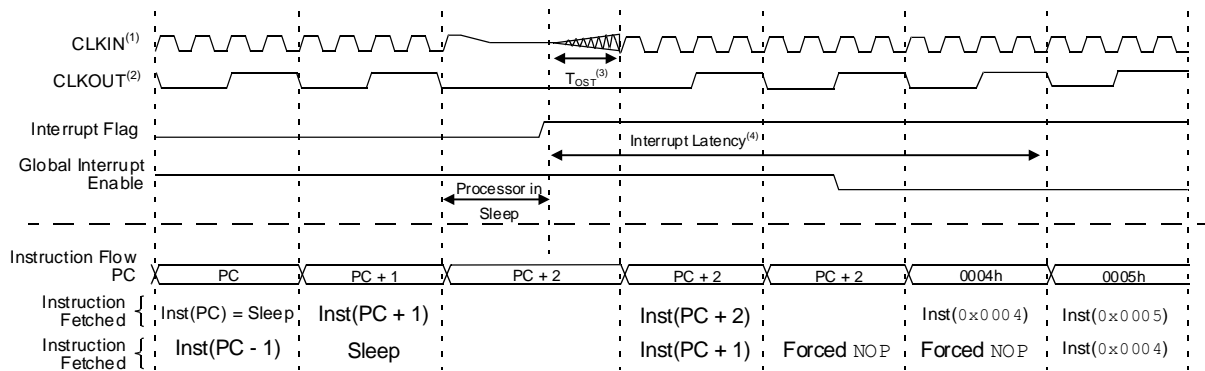 CLKIN(1)
CLKOUT(2)
TOST(3)
Interrupt Flag
Interrupt Latency(4)
Global Interrupt
Enable
Processor in
Sleep
Instruction Flow
PC
PC PC + 1 PC + 2 PC + 2 PC + 2 0004h 0005h
Instruction
Fetched { Inst(PC) = Sleep Inst(PC + 1) Inst(PC + 2) Inst(0x0004) Inst(0x0005)
Instruction
Fetched { Inst(PC - 1) Sleep Inst(PC + 1) Forced NOP Forced NOP Inst(0x0004)